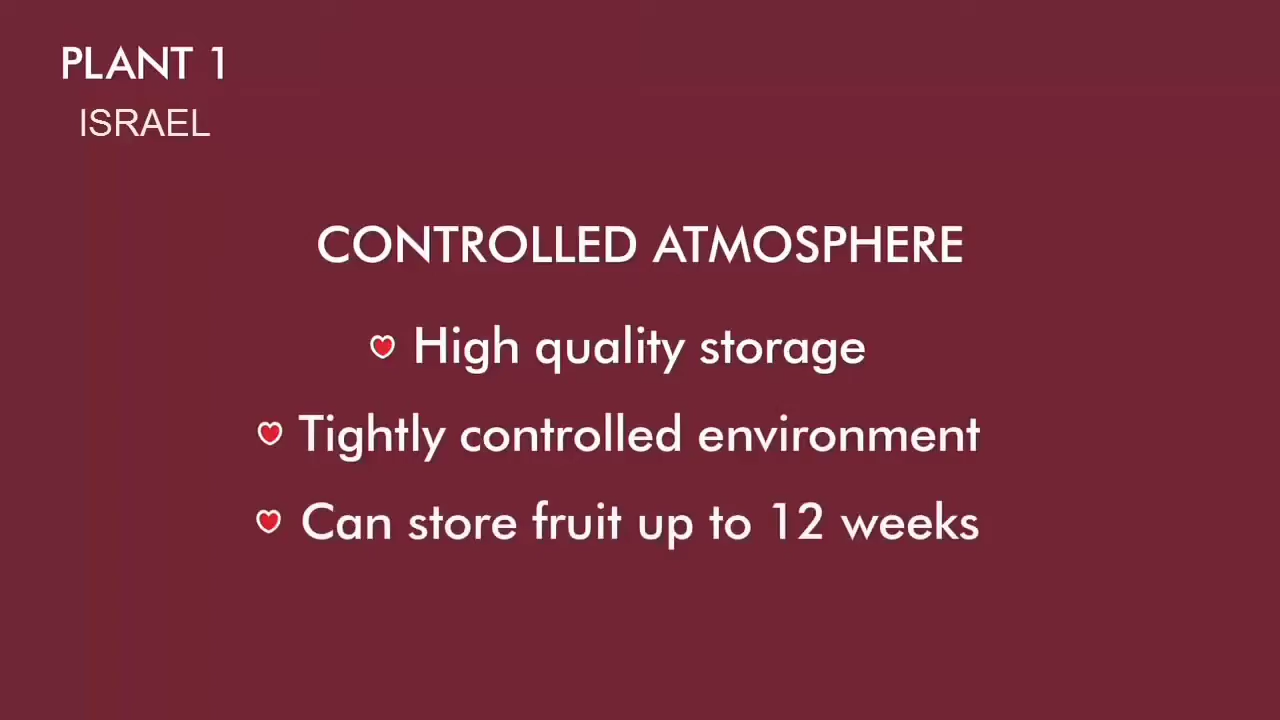 PLANT 1
ISRAEL
CONTROLLED ATMOSPHERE
High quality storage
Tightly controlled environment
Can store fruit up to 12 weeks